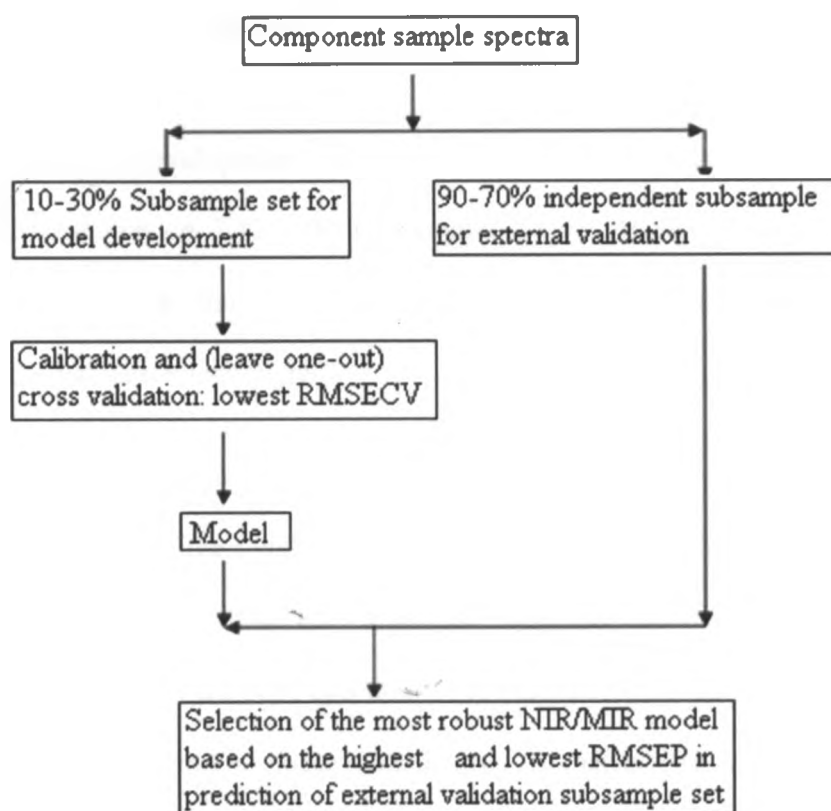 Component sample spectra
10-30% Subsample set for
model development
90-70% independent subsample
for external validation
Calibration and (leave one-out)
cross validation: lowest RMSECV
Model
Selection of the most robust NIR/MIR model
based on the highest and lowest RMSEP in
prediction of external validation subsample set